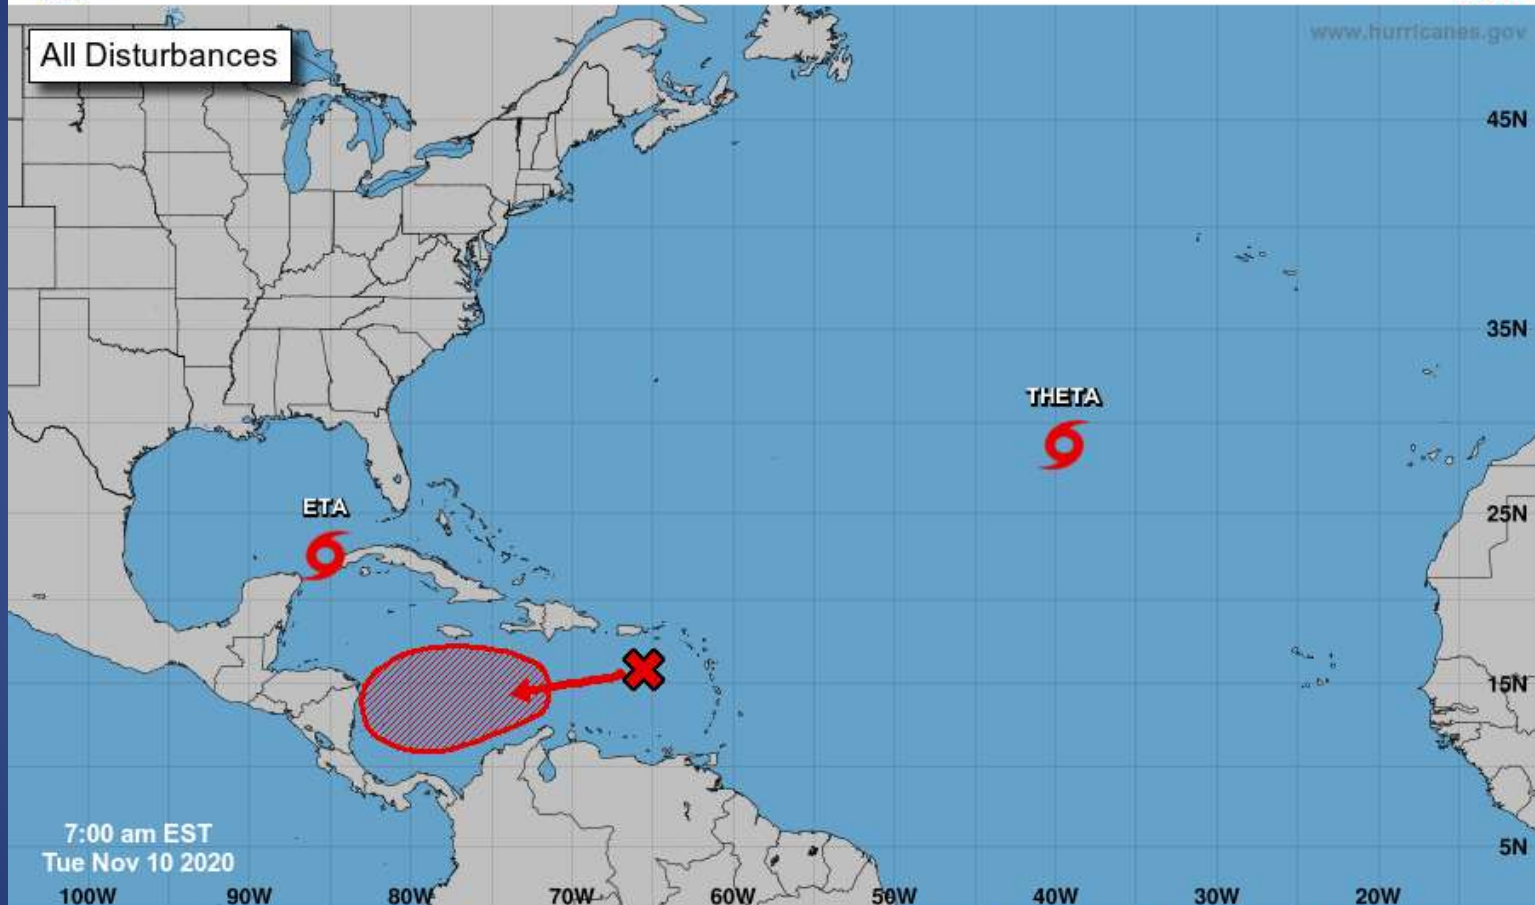 All Disturbances
www.hurricanes.gov
45N
35N
THETA
ETA
25N
15N
7:00 am EST
Tue Nov 10 2020
5N
100W 90W 80W 70W 60W 50W 40W 30W 20W